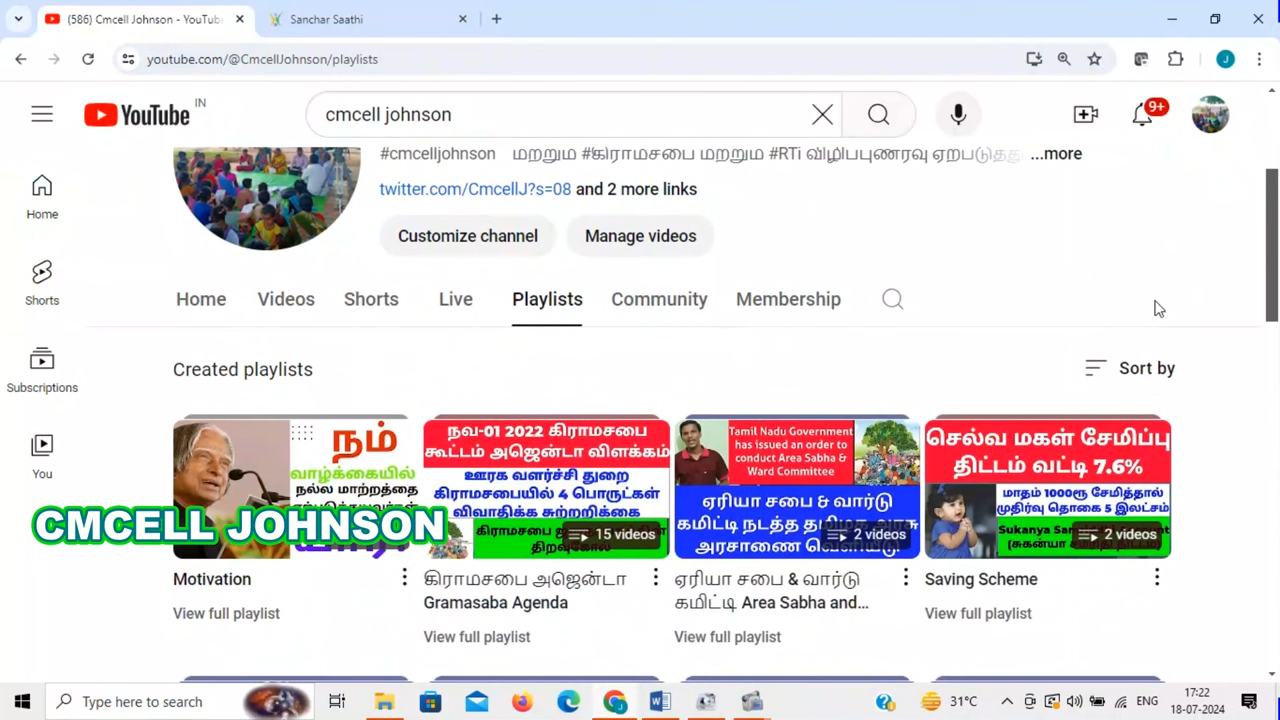 (586) Cmcell Johnson - YouTub
Sanchar Saathi
youtube.com/@CmcellJohnson/playlists
J
YouTube IN
cmcell johnson
9+
#cmcelljohnson மற்றும் #கிராமசபை மற்றும் #RTi விழிப்புணர்வு ஏற்படுத்த ...more
twitter.com/CmcellJ?s=08 and 2 more links
Customize channel
Manage videos
Home
Shorts
Subscriptions
You
Home Videos Shorts Live Playlists Community Membership
Created playlists
Sort by
நம்
வாழ்க்கையில்
நல்ல மாற்றத்தை
CMCELL JOHNSON
நவ-01 2022 கிராமசபை
கூட்டம் அஜெண்டா விளக்கம்
ஊரக வளர்ச்சி துறை
கிராமசபையில் 4 பொருட்கள்
விவாதிக்க சுற்றறிக்கை
15 videos
Tamil Nadu Government
has issued an order to
conduct Area Sabha &
Ward Committee
ஏரியா சபை & வார்டு
கமிட்டி நடத்த தமிழக அரசு
அரசாணை வெளியீடு
2 videos
செல்வ மகள் சேமிப்பு
திட்டம் வட்டி 7.6%
மாதம் 1000ரூ சேமித்தால்
முதிர்வு தொகை 5 இலட்சம்
2 videos
Motivation
View full playlist
கிராமசபை அஜெண்டா
Gramasaba Agenda
View full playlist
ஏரியா சபை & வார்டு
கமிட்டி Area Sabha and...
View full playlist
Saving Scheme
View full playlist
Type here to search
31°C
ENG
17:22
18-07-2024